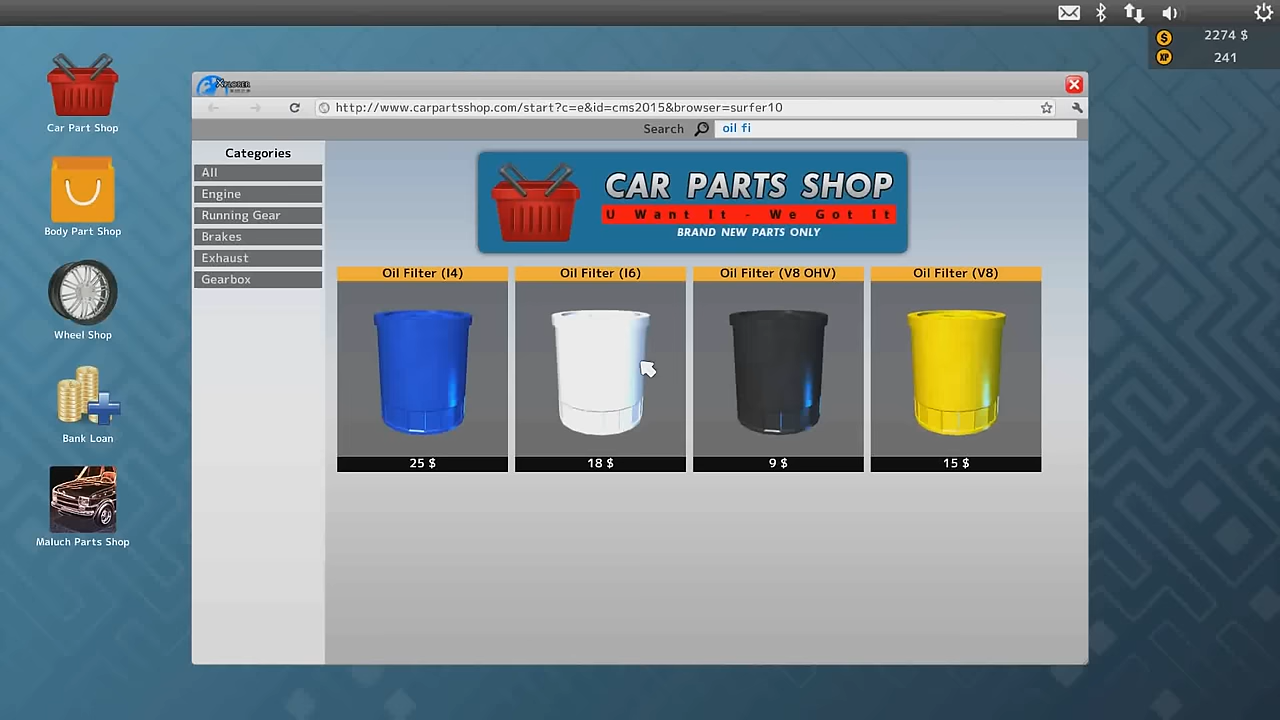 2274 $
241
Car Part Shop
Body Part Shop
Wheel Shop
Bank Loan
Maluch Parts Shop
XPLORER
http://www.carpartsshop.com/start?c=e&id=cms2015&browser=surfer10
Search oil fi
Categories
All
Engine
Running Gear
Brakes
Exhaust
Gearbox
CAR PARTS SHOP
U Want It - We Got It
BRAND NEW PARTS ONLY
Oil Filter (I4) Oil Filter (I6) Oil Filter (V8 OHV) Oil Filter (V8)
25 $ 18 $ 9 $ 15 $